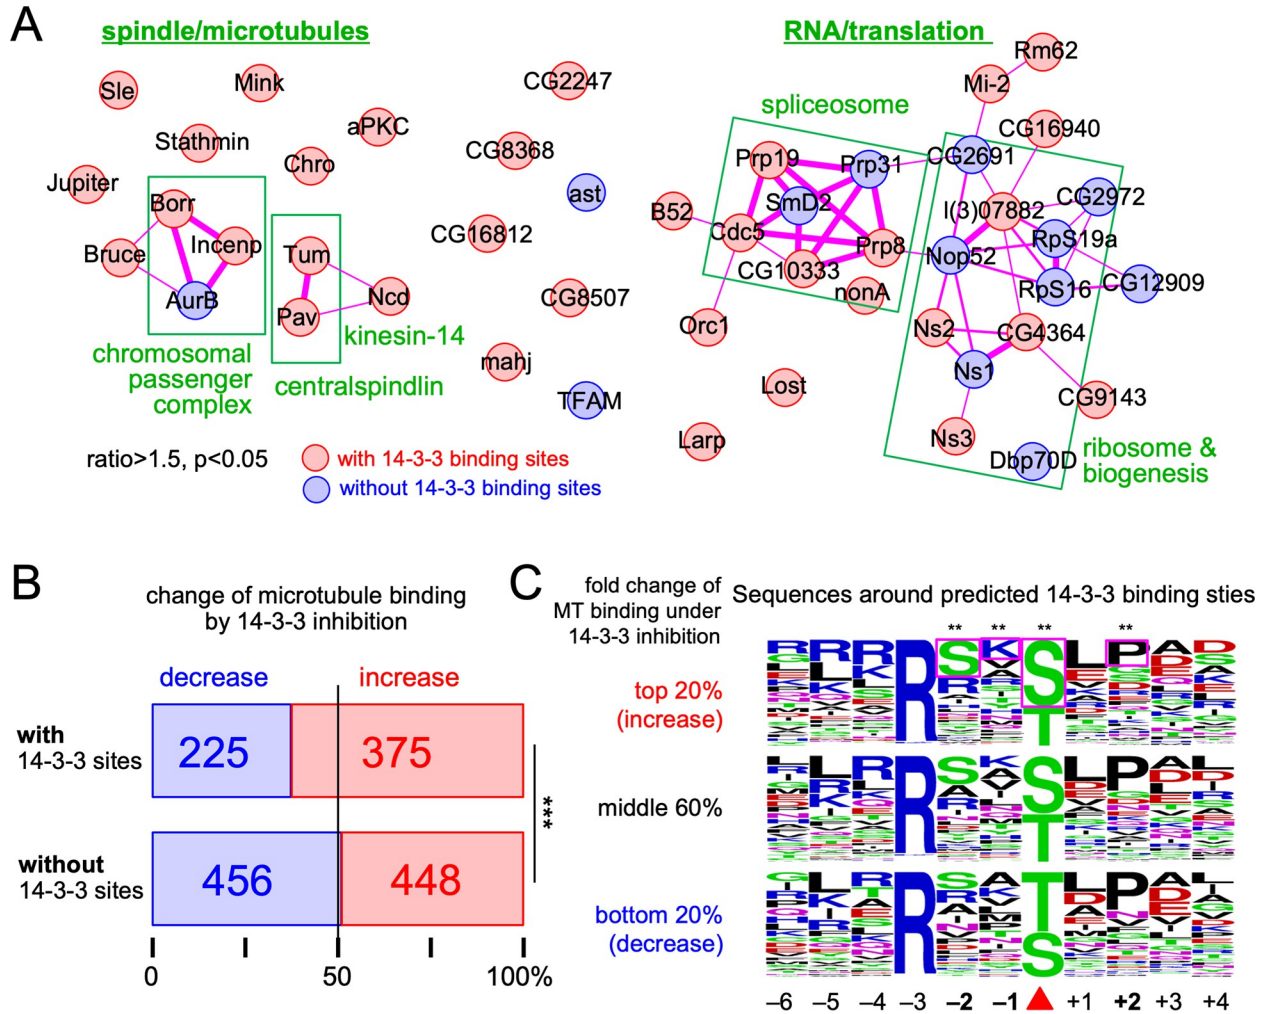 A
spindle/microtubules
RNA/translation
Sle
Mink
CG2247
Rm62
Mi-2
Stathmin
aPKC
CG8368
spliceosome
CG16940
Jupiter
Chro
ast
Prp19
Prp31
CG2691
Borr
SmD2
CG2972
B52
l(3)07882
Bruce
Incenp
Tum
CG16812
Cdc5
Prp8
Nop52
RpS19a
AurB
Pav
Ncd
CG8507
CG10333
nonA
RpS16
CG12909
kinesin-14
Orc1
Ns2
CG4364
chromosomal
passenger
complex
centralspindlin
mahj
TFAM
Lost
Ns1
CG9143
Larp
Ns3
Dbp70D
ribosome &
biogenesis
ratio>1.5, p<0.05
with 14-3-3 binding sites
without 14-3-3 binding sites
B
change of microtubule binding
by 14-3-3 inhibition
decrease
increase
with
14-3-3 sites
225
375
***
without
14-3-3 sites
456
448
0
50
100%
C
fold change of
MT binding under
14-3-3 inhibition
Sequences around predicted 14-3-3 binding sties
** ** ** **
top 20%
(increase)
R R R R S K S L P A D
T
middle 60%
L R R S K S L P A L
T
bottom 20%
(decrease)
G L R R S A T L P A
S
–6 –5 –4 –3 –2 –1 +1 +2 +3 +4